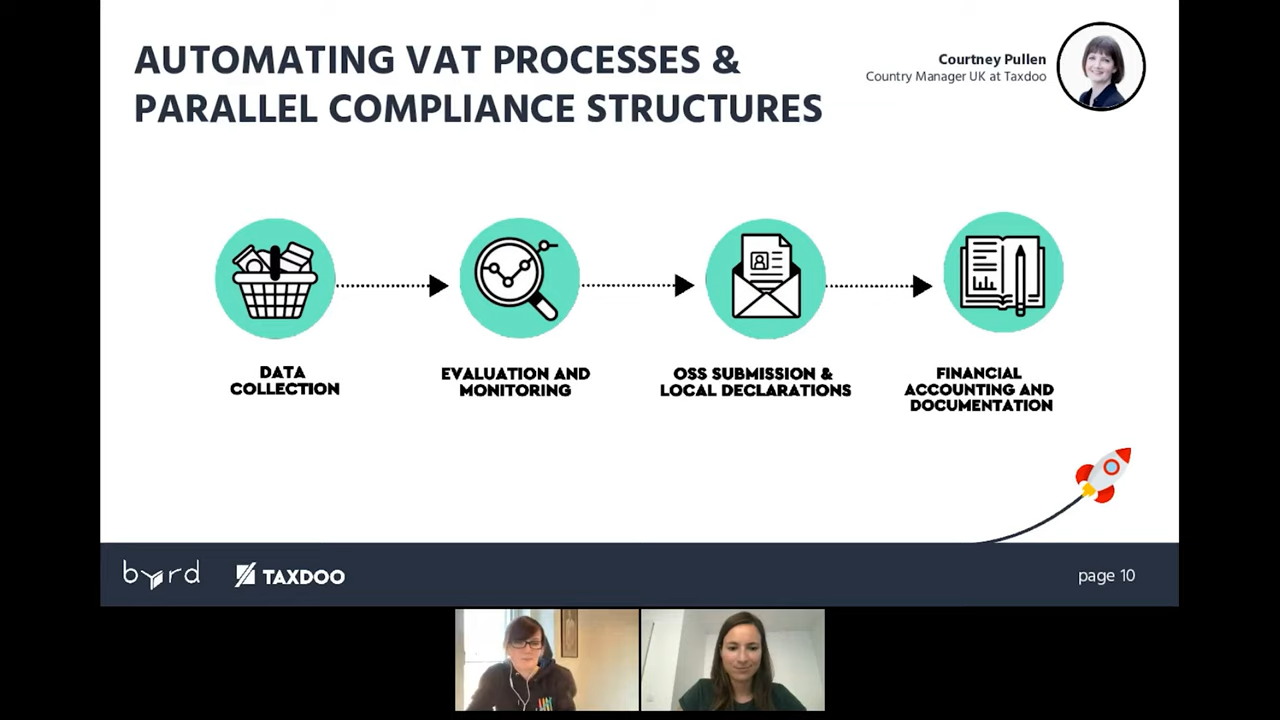 AUTOMATING VAT PROCESSES &
PARALLEL COMPLIANCE STRUCTURES
Courtney Pullen
Country Manager UK at Taxdoo
DATA
COLLECTION
EVALUATION AND
MONITORING
OSS SUBMISSION &
LOCAL DECLARATIONS
FINANCIAL
ACCOUNTING AND
DOCUMENTATION
byrd
TAXDOO
page 10